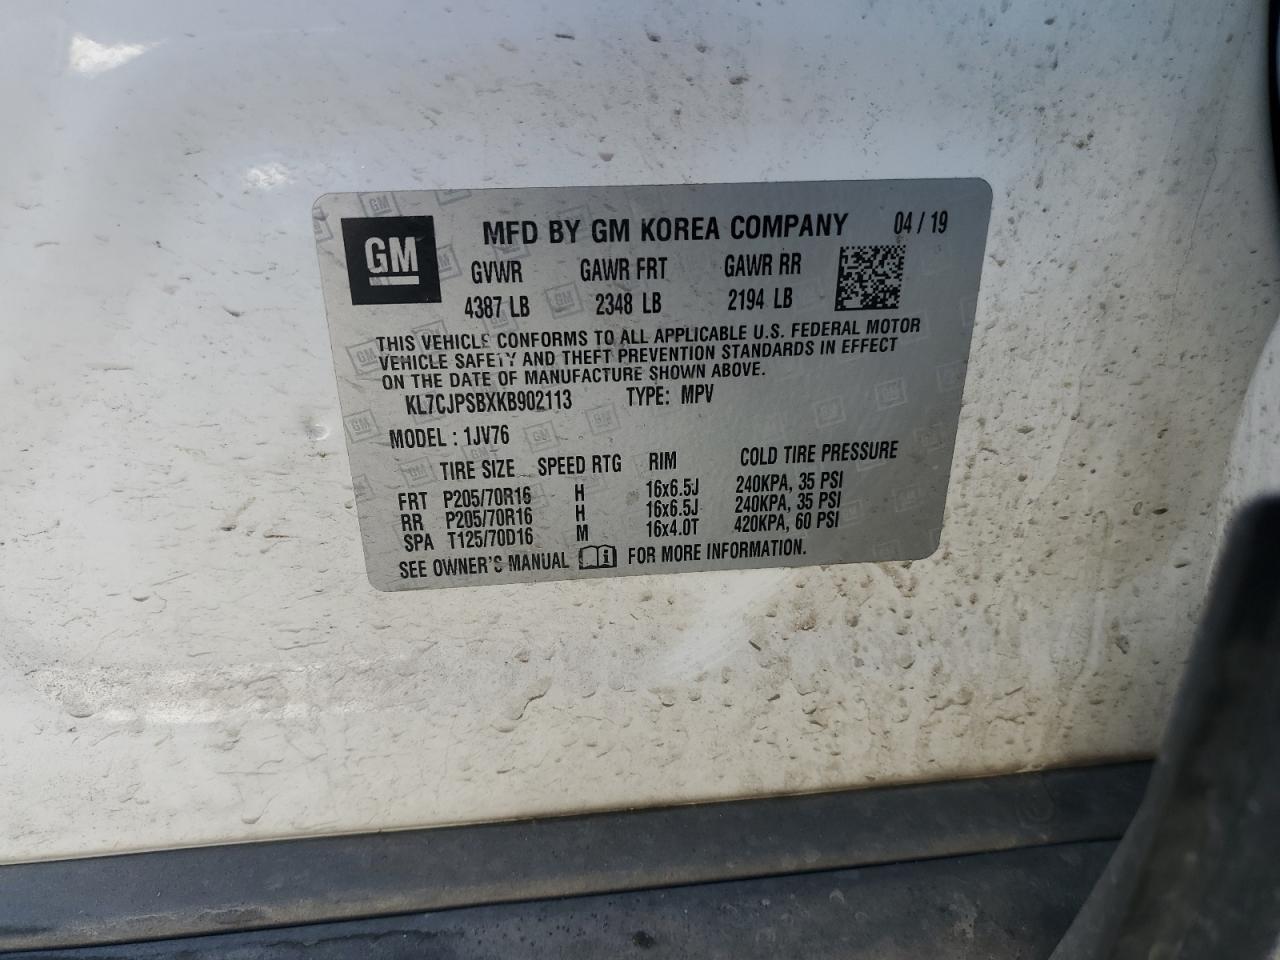 GM
MFD BY GM KOREA COMPANY 04 / 19
GVWR GAWR FRT GAWR RR
4387 LB 2348 LB 2194 LB
THIS VEHICLE CONFORMS TO ALL APPLICABLE U.S. FEDERAL MOTOR
VEHICLE SAFETY AND THEFT PREVENTION STANDARDS IN EFFECT
ON THE DATE OF MANUFACTURE SHOWN ABOVE.
KL7CJPSBXKB902113 TYPE: MPV
MODEL : 1JV76
TIRE SIZE SPEED RTG RIM COLD TIRE PRESSURE
FRT P205/70R16 H 16x6.5J 240KPA, 35 PSI
RR P205/70R16 H 16x6.5J 240KPA, 35 PSI
SPA T125/70D16 M 16x4.0T 420KPA, 60 PSI
SEE OWNER'S MANUAL FOR MORE INFORMATION.